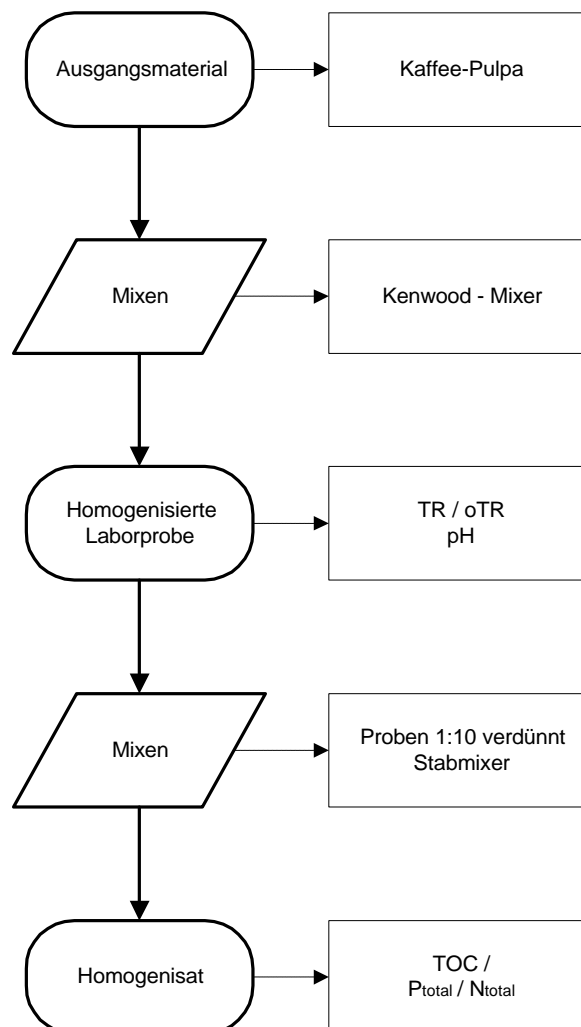 Ausgangsmaterial
Kaffee-Pulpa
Mixen
Kenwood - Mixer
Homogenisierte
Laborprobe
TR / oTR
pH
Mixen
Proben 1:10 verdünnt
Stabmixer
Homogenisat
TOC /
Ptotal / Ntotal